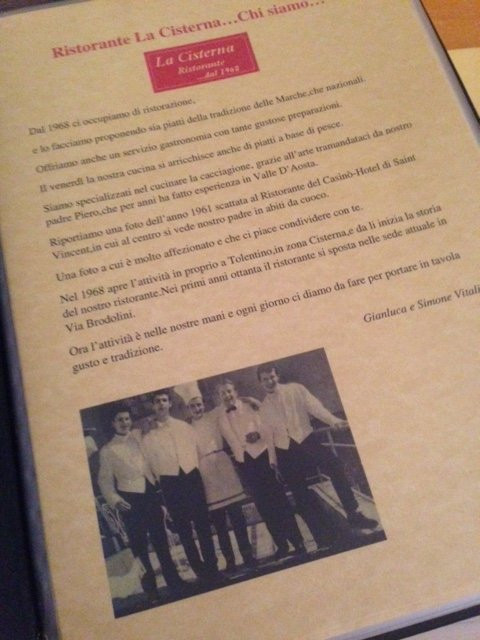 Ristorante La Cisterna...Chi siamo...
La Cisterna
Ristorante
...dal 1968
Dal 1968 ci occupiamo di ristorazione,
e lo facciamo proponendo sia piatti della tradizione delle Marche,che nazionali.
Offriamo anche un servizio gastronomia con tante gustose preparazioni.
Il venerdì la nostra cucina si arricchisce anche di piatti a base di pesce.
Siamo specializzati nel cucinare la cacciagione, grazie all'arte tramandataci da nostro
padre Piero,che per anni ha fatto esperienza in Valle D'Aosta.
Riportiamo una foto dell'anno 1961 scattata al Ristorante del Casinò-Hotel di Saint
Vincent,in cui al centro si vede nostro padre in abiti da cuoco.
Una foto a cui è molto affezionato e che ci piace condividere con te.
Nel 1968 apre l'attività in proprio a Tolentino,in zona Cisterna,e da lì inizia la storia
del nostro ristorante.Nei primi anni ottanta il ristorante si sposta nelle sede attuale in
Via Brodolini.
Ora l'attività è nelle nostre mani e ogni giorno ci diamo da fare per portare in tavola
gusto e tradizione.
Gianluca e Simone Vitali